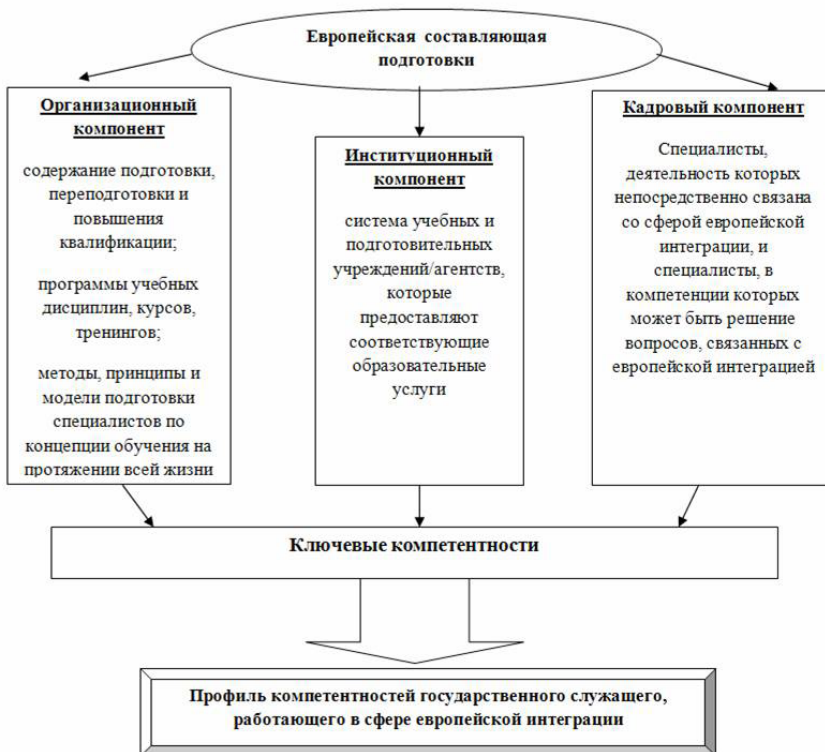 Европейская составляющая
подготовки
Организационный
компонент
содержание подготовки,
переподготовки и
повышения
квалификации;
программы учебных
дисциплин, курсов,
тренингов;
методы, принципы и
модели подготовки
специалистов по
концепции обучения на
протяжении всей жизни
Институционный
компонент
система учебных и
подготовительных
учреждений/агентств,
которые
предоставляют
соответствующие
образовательные
услуги
Кадровый компонент
Специалисты,
деятельность которых
непосредственно связана
со сферой европейской
интеграции, и
специалисты, в
компетенции которых
может быть решение
вопросов, связанных с
европейской интеграцией
Ключевые компетентности
Профиль компетентностей государственного служащего,
работающего в сфере европейской интеграции